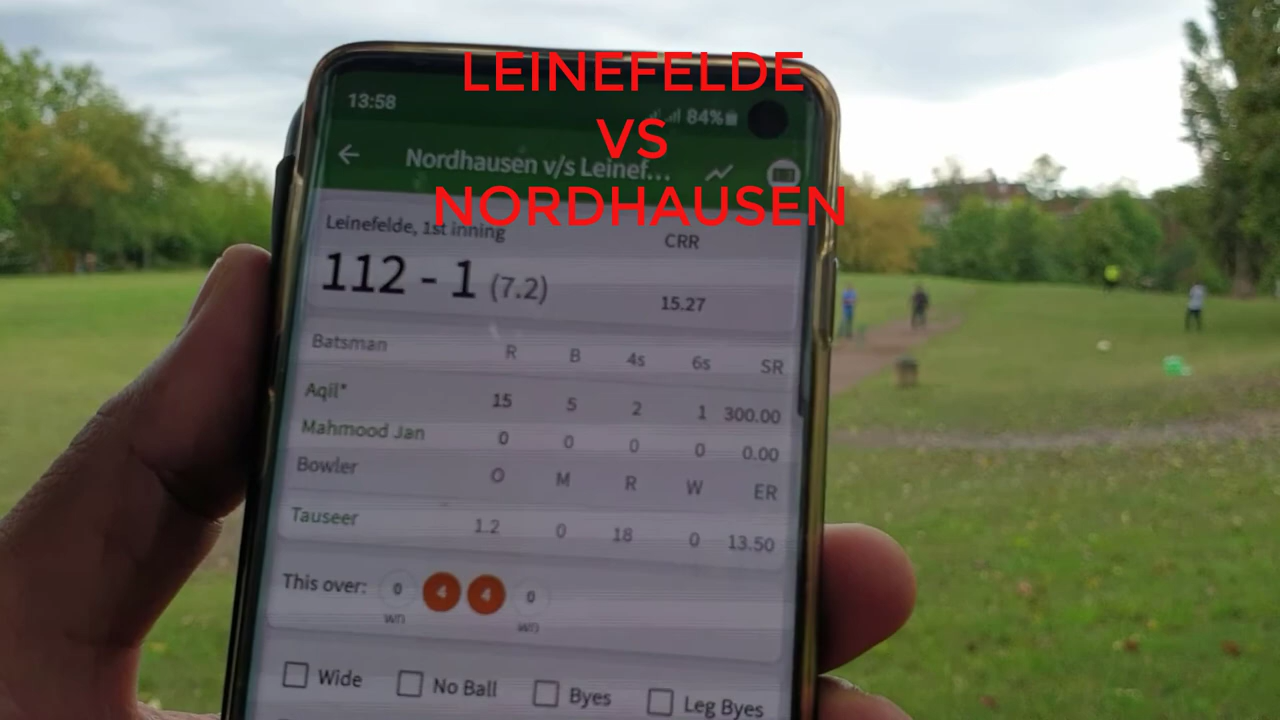 LEINEFELDE
VS
NORDHAUSEN
13:58 84%
Nordhausen v/s Leinef...
Leinefelde, 1st inning CRR
112 - 1 (7.2) 15.27
Batsman R B 4s 6s SR
Aqil* 15 5 2 1 300.00
Mahmood Jan 0 0 0 0 0.00
Bowler O M R W ER
Tauseer 1.2 0 18 0 13.50
This over: 0 4 4 0
WD WD
Wide No Ball Byes Leg Byes